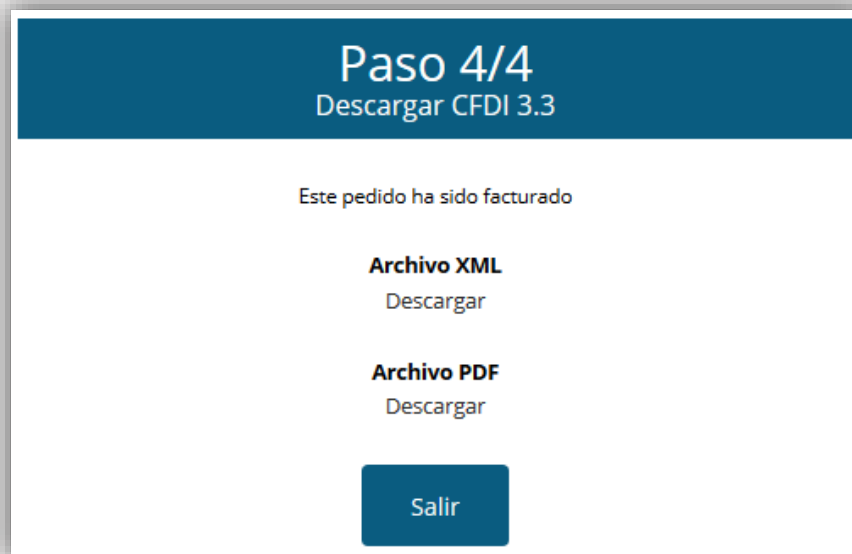 Paso 4/4
Descargar CFDI 3.3
Este pedido ha sido facturado
Archivo XML
Descargar
Archivo PDF
Descargar
Salir